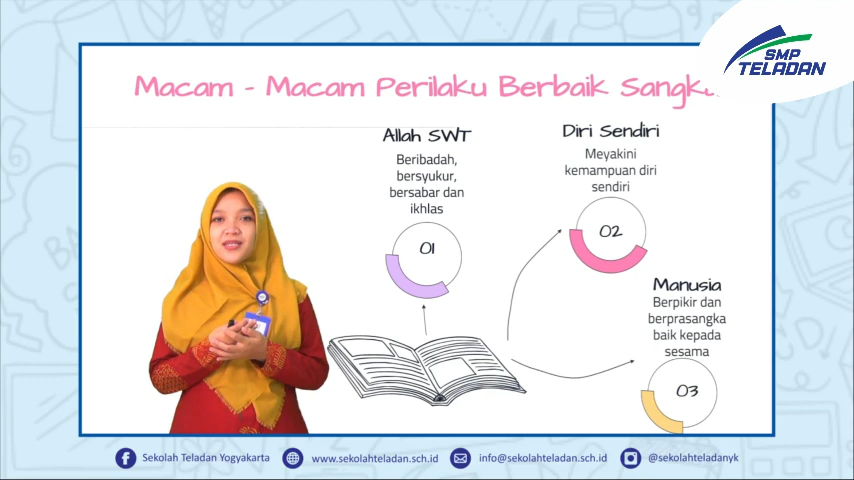 SMP
TELADAN
Macam - Macam Perilaku Berbaik
Allah SWT
Beribadah,
bersyukur,
bersabar dan
ikhlas
01
Diri Sendiri
Meyakini
kemampuan diri
sendiri
02
Manusia
Berpikir dan
berprasangka
baik kepada
sesama
03
Sekolah Teladan Yogyakarta
www.sekolahteladan.sch.id
info@sekolahteladan.sch.id
@sekolahteladanyk